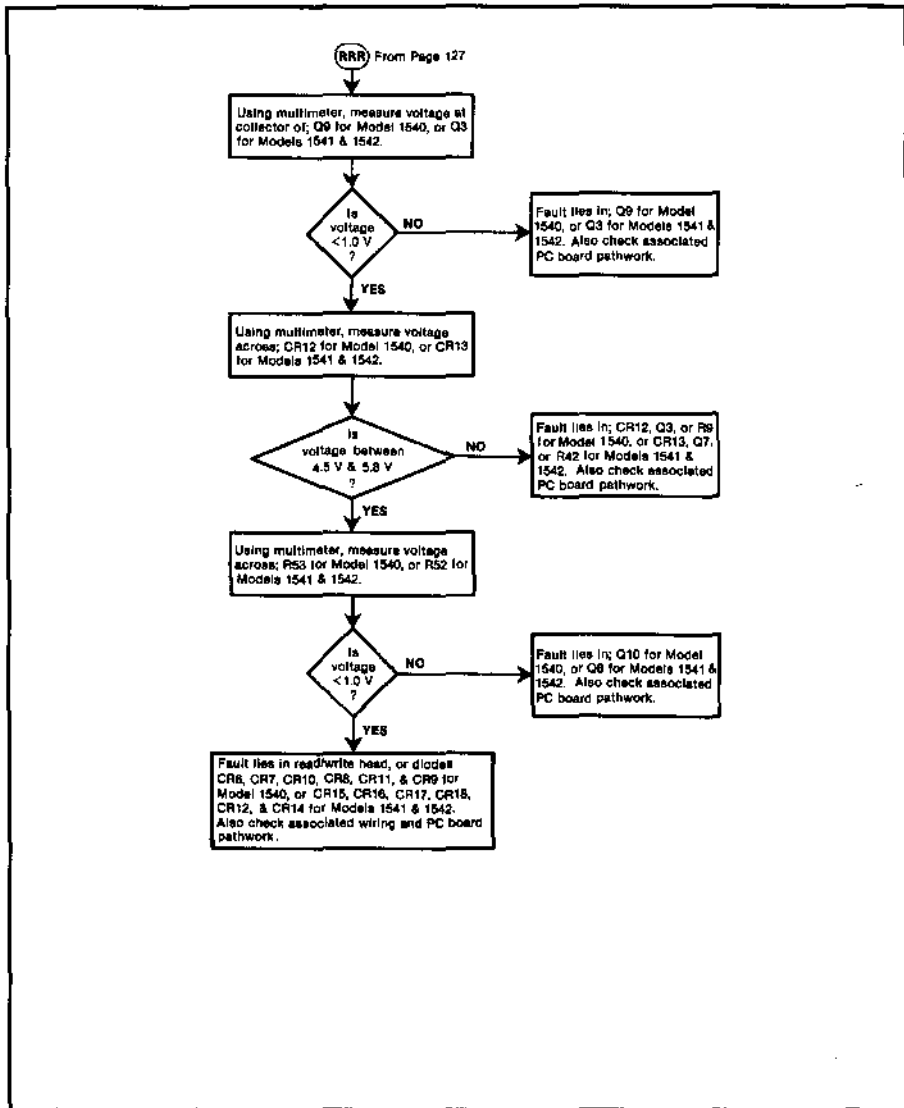 RRR From Page 127
Using multimeter, measure voltage at
collector of; Q9 for Model 1540, or Q3
for Models 1541 & 1542.
Is
voltage
<1.0 V
?
NO
Fault lies in; Q9 for Model
1540, or Q3 for Models 1541 &
1542. Also check associated
PC board pathwork.
YES
Using multimeter, measure voltage
across; CR12 for Model 1540, or CR13
for Models 1541 & 1542.
Is
voltage between
4.5 V & 5.8 V
?
NO
Fault lies in; CR12, Q3, or R9
for Model 1540, or CR13, Q7,
or R42 for Models 1541 &
1542. Also check associated
PC board pathwork.
YES
Using multimeter, measure voltage
across; R53 for Model 1540, or R52 for
Models 1541 & 1542.
Is
voltage
<1.0 V
?
NO
Fault lies in; Q10 for Model
1540, or Q6 for Models 1541 &
1542. Also check associated
PC board pathwork.
YES
Fault lies in read/write head, or diodes
CR6, CR7, CR10, CR8, CR11, & CR9 for
Model 1540, or CR15, CR16, CR17, CR18,
CR12, & CR14 for Models 1541 & 1542.
Also check associated wiring and PC board
pathwork.